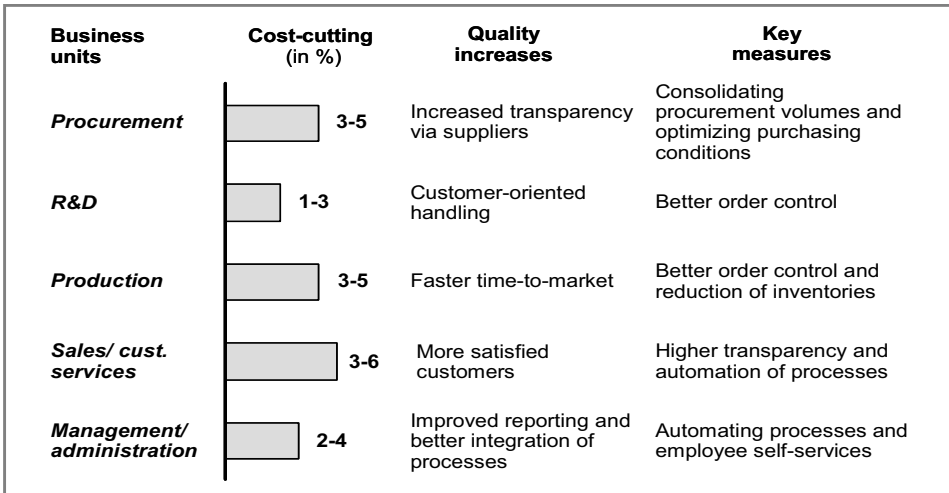 Business units
Cost-cutting (in %)
Quality increases
Key measures
Procurement
3-5
Increased transparency
via suppliers
Consolidating
procurement volumes and
optimizing purchasing
conditions
R&D
1-3
Customer-oriented
handling
Better order control
Production
3-5
Faster time-to-market
Better order control and
reduction of inventories
Sales/ cust.
services
3-6
More satisfied
customers
Higher transparency and
automation of processes
Management/
administration
2-4
Improved reporting and
better integration of
processes
Automating processes and
employee self-services